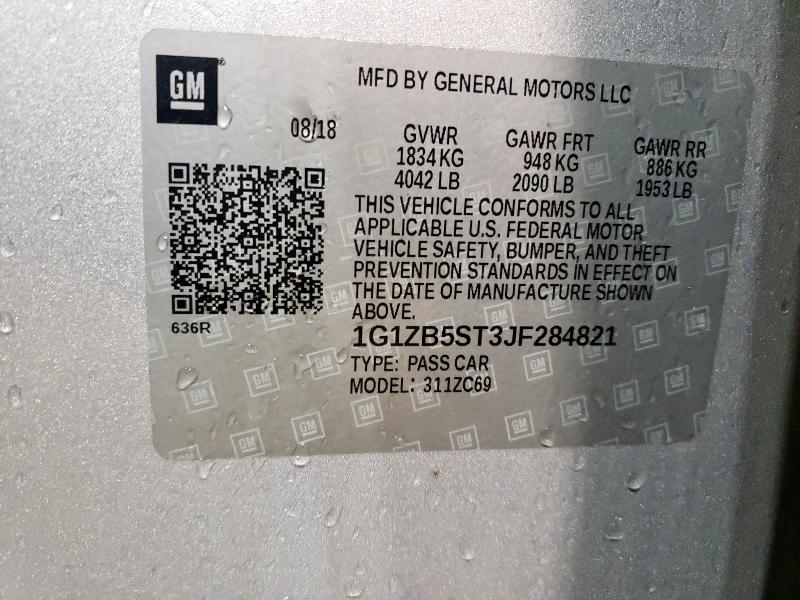 GM
MFD BY GENERAL MOTORS LLC
08/18
GVWR GAWR FRT GAWR RR
1834 KG 948 KG 886 KG
4042 LB 2090 LB 1953 LB
THIS VEHICLE CONFORMS TO ALL
APPLICABLE U.S. FEDERAL MOTOR
VEHICLE SAFETY, BUMPER, AND THEFT
PREVENTION STANDARDS IN EFFECT ON
THE DATE OF MANUFACTURE SHOWN
ABOVE.
636R
1G1ZB5ST3JF284821
TYPE: PASS CAR
MODEL: 311ZC69